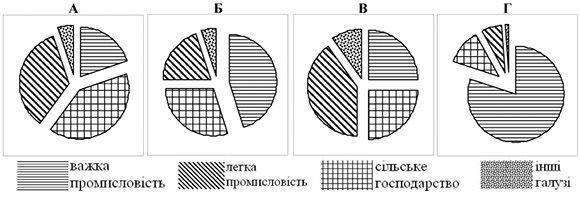 А Б В Г
важка промисловість
легка промисловість
сільське господарство
інші галузі